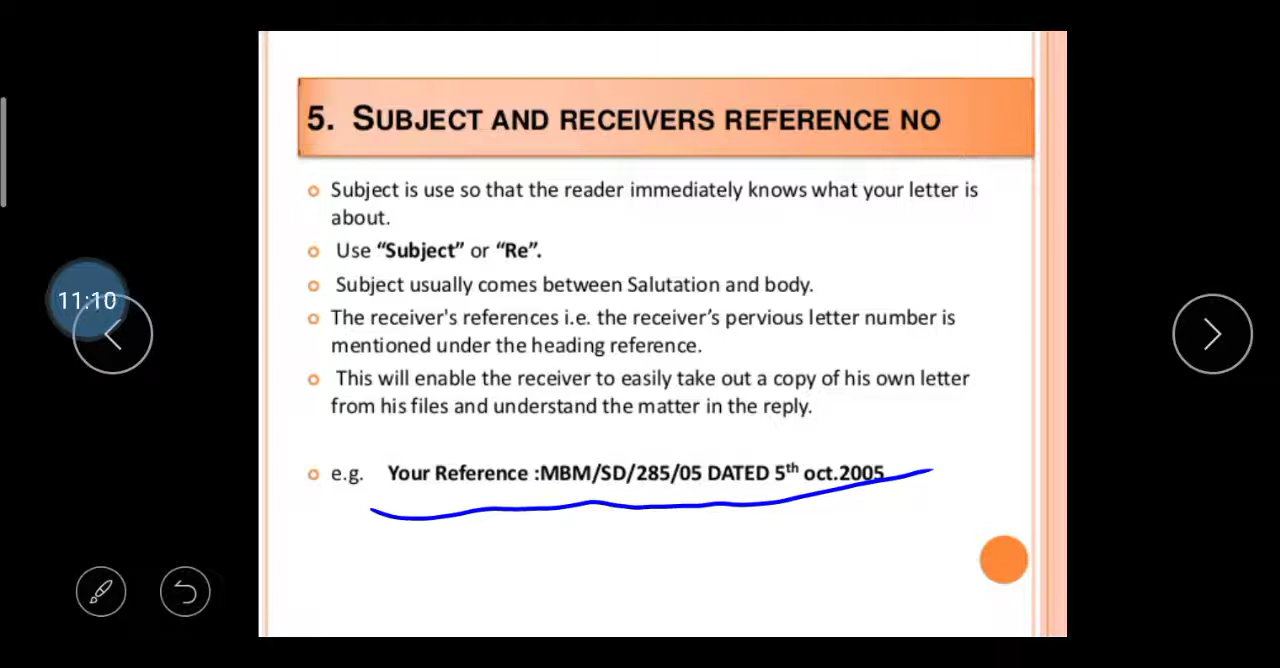 5. SUBJECT AND RECEIVERS REFERENCE NO
Subject is use so that the reader immediately knows what your letter is
about.
Use “Subject” or “Re”.
Subject usually comes between Salutation and body.
The receiver's references i.e. the receiver’s pervious letter number is
mentioned under the heading reference.
This will enable the receiver to easily take out a copy of his own letter
from his files and understand the matter in the reply.
e.g. Your Reference :MBM/SD/285/05 DATED 5th oct.2005
11:10